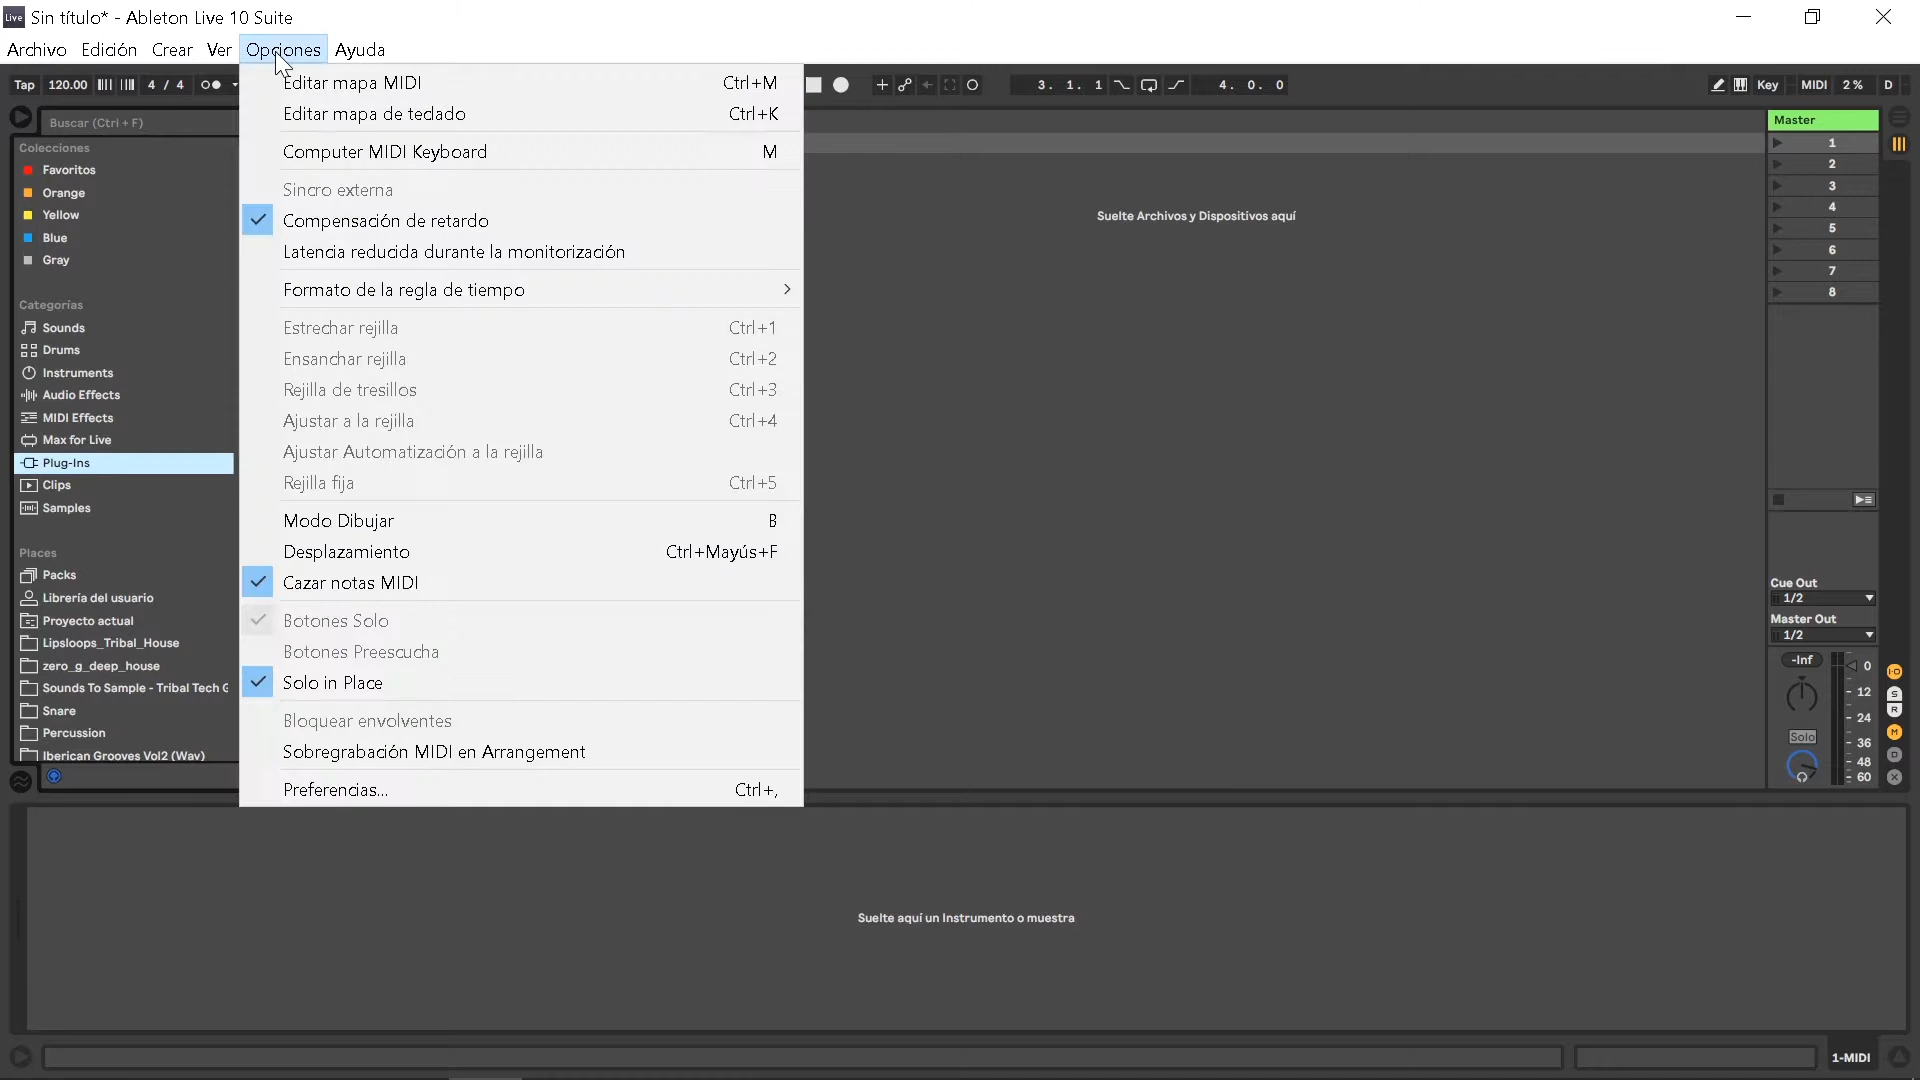 Live Sin título* - Ableton Live 10 Suite
Archivo Edición Crear Ver Opciones Ayuda
Tap 120.00 4 / 4 3. 1. 1 4. 0. 0 Key MIDI 2 % D
Buscar (Ctrl + F)
Colecciones
Favoritos
Orange
Yellow
Blue
Gray
Categorías
Sounds
Drums
Instruments
Audio Effects
MIDI Effects
Max for Live
Plug-Ins
Clips
Samples
Places
Packs
Librería del usuario
Proyecto actual
Lipsloops_Tribal_House
zero_g_deep_house
Sounds To Sample - Tribal Tech G
Snare
Percussion
Iberican Grooves Vol2 (Wav)
Editar mapa MIDI Ctrl+M
Editar mapa de teclado Ctrl+K
Computer MIDI Keyboard M
Sincro externa
Compensación de retardo
Latencia reducida durante la monitorización
Formato de la regla de tiempo
Estrechar rejilla Ctrl+1
Ensanchar rejilla Ctrl+2
Rejilla de tresillos Ctrl+3
Ajustar a la rejilla Ctrl+4
Ajustar Automatización a la rejilla
Rejilla fija Ctrl+5
Modo Dibujar B
Desplazamiento Ctrl+Mayús+F
Cazar notas MIDI
Botones Solo
Botones Preescucha
Solo in Place
Bloquear envolventes
Sobregrabación MIDI en Arrangement
Preferencias... Ctrl+,
Suelte Archivos y Dispositivos aquí
Master
1
2
3
4
5
6
7
8
Cue Out
1/2
Master Out
1/2
-Inf 0
12
24
Solo 36
48
60
I·O
S
R
M
D
X
Suelte aquí un Instrumento o muestra
1-MIDI